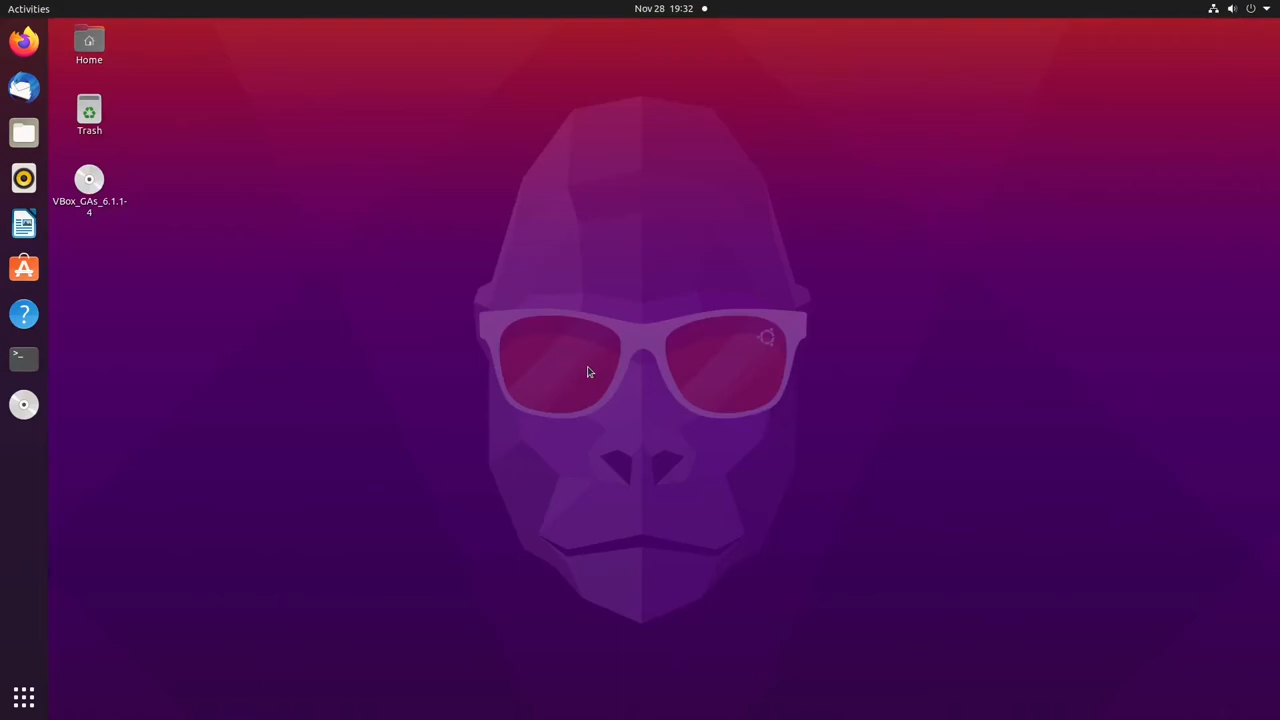 Activities
Nov 28 19:32
Home
Trash
VBox_GAs_6.1.1-
4